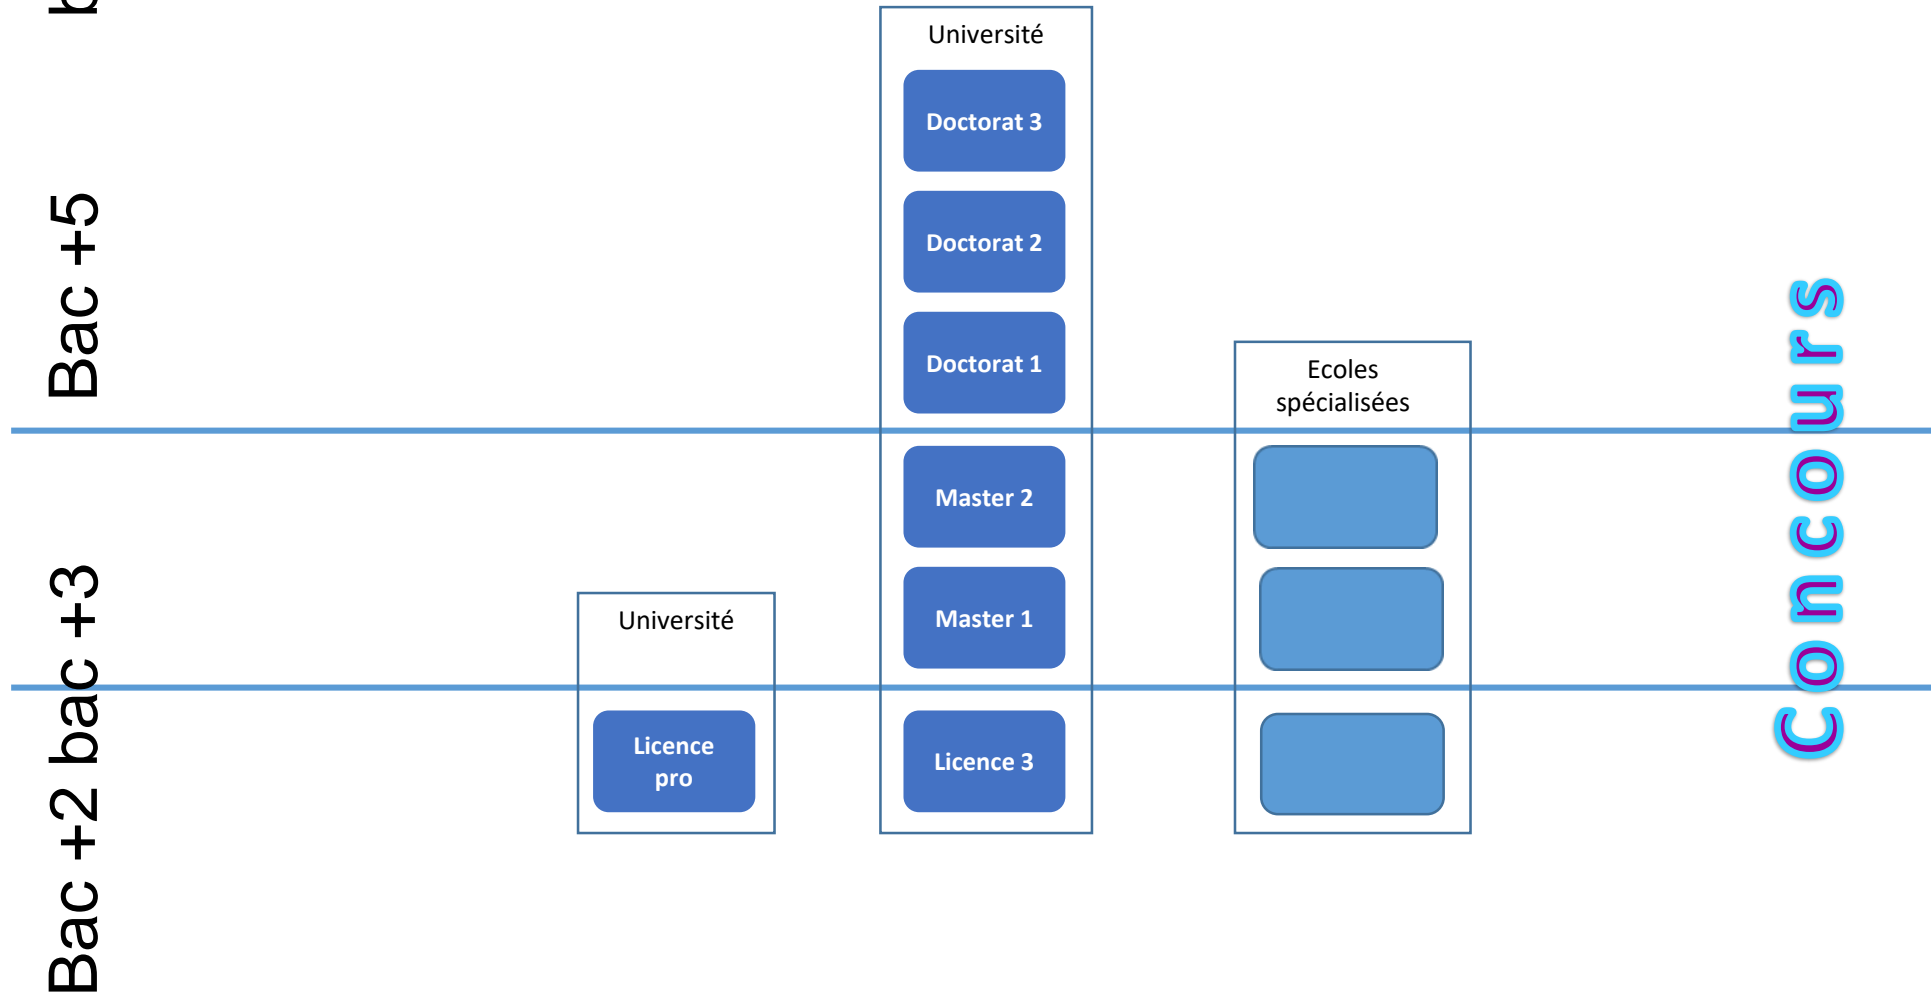 Université
Doctorat 3
Doctorat 2
Doctorat 1
Master 2
Master 1
Licence 3
Université
Licence
pro
Ecoles
spécialisées
Bac +5
Bac +2 bac +3
Concours